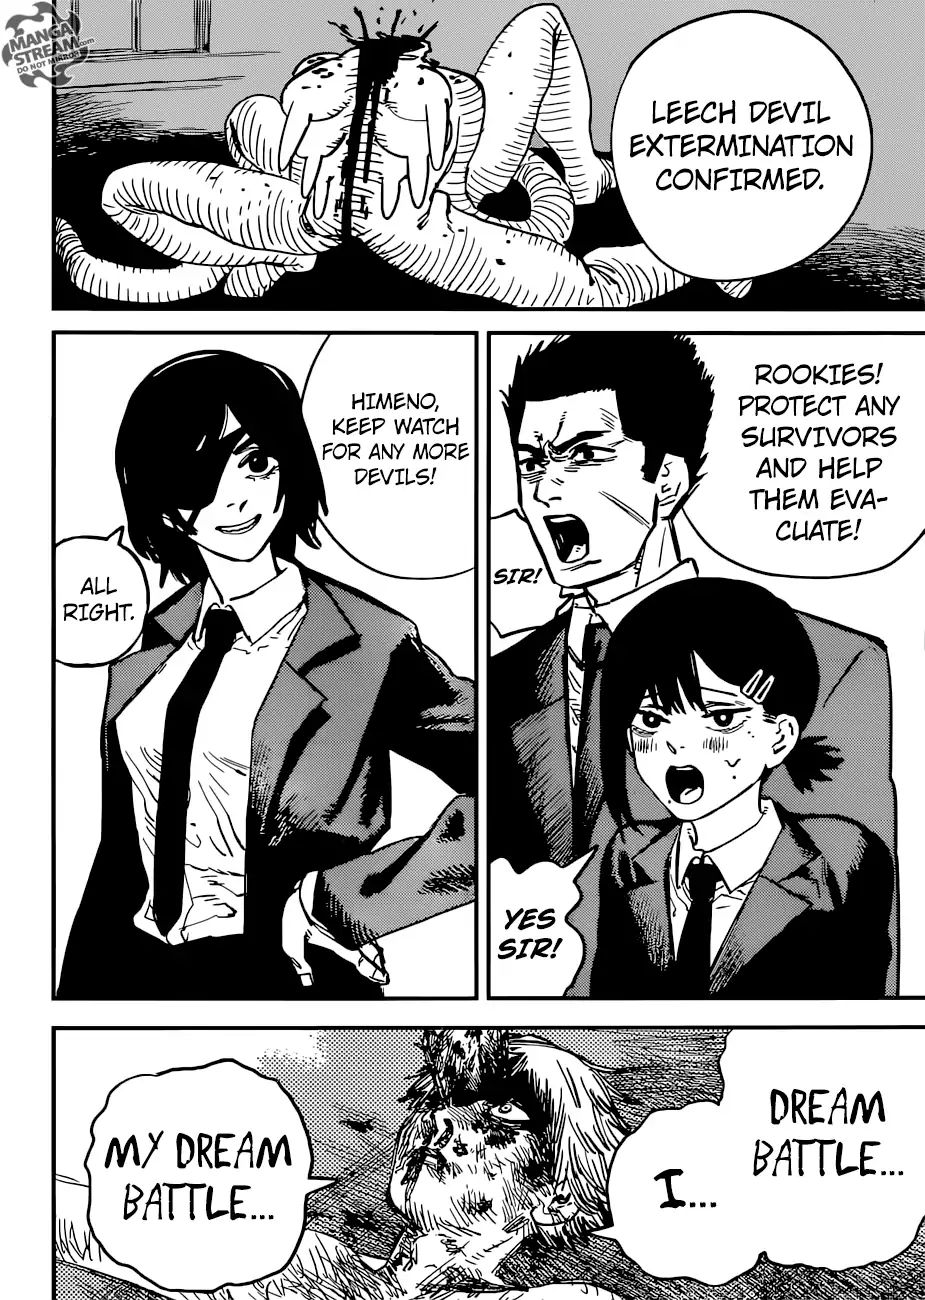 MANGA
STREAM.com
DO NOT MIRROR
LEECH DEVIL
EXTERMINATION
CONFIRMED.
ROOKIES!
PROTECT ANY
SURVIVORS
AND HELP
THEM EVA-
CUATE!
SIR!
YES
SIR!
HIMENO,
KEEP WATCH
FOR ANY MORE
DEVILS!
ALL
RIGHT.
DREAM
BATTLE...
I...
MY DREAM
BATTLE...